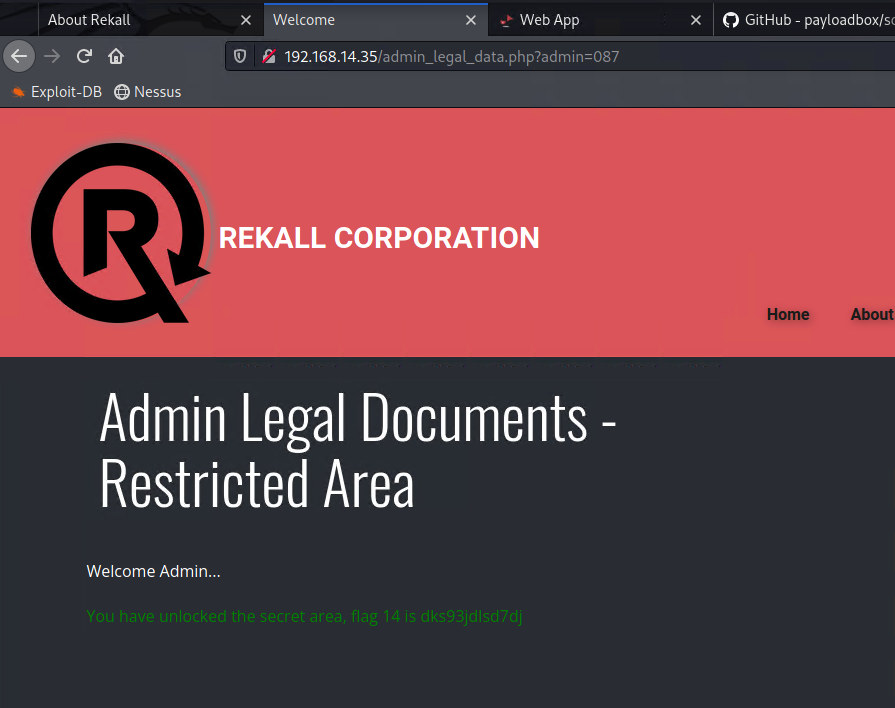 About Rekall
Welcome
Web App
GitHub - payloadbox/
192.168.14.35/admin_legal_data.php?admin=087
Exploit-DB
Nessus
R
REKALL CORPORATION
Home
About
Admin Legal Documents -
Restricted Area
Welcome Admin...
You have unlocked the secret area, flag 14 is dks93jdlsd7dj